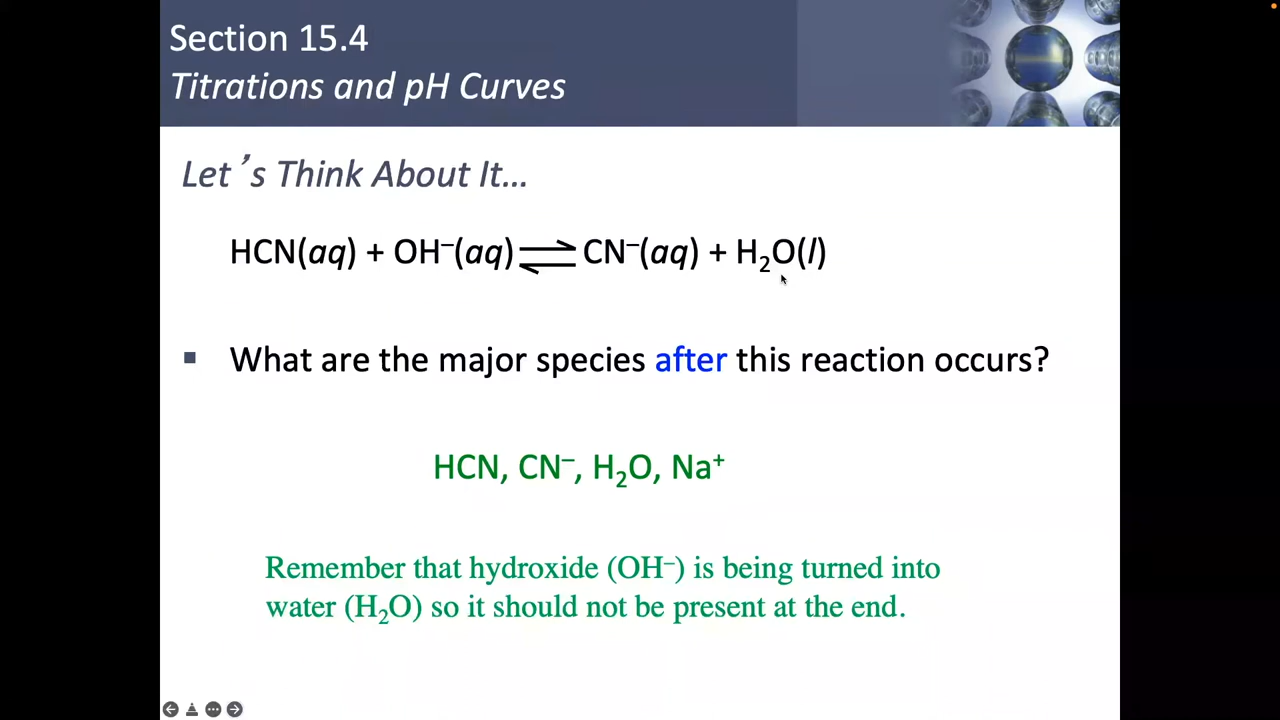 Section 15.4
Titrations and pH Curves
Let’s Think About It…
HCN(aq) + OH⁻(aq) ⇌ CN⁻(aq) + H₂O(l)
▪ What are the major species after this reaction occurs?
HCN, CN⁻, H₂O, Na⁺
Remember that hydroxide (OH⁻) is being turned into
water (H₂O) so it should not be present at the end.